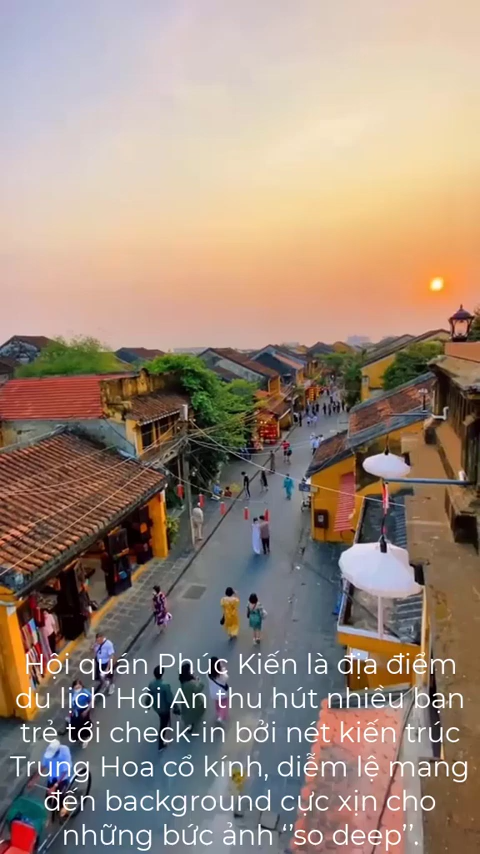 Hội quán Phúc Kiến là địa điểm
du lịch Hội An thu hút nhiều bạn
trẻ tới check-in bởi nét kiến trúc
Trung Hoa cổ kính, diễm lệ mang
đến background cực xịn cho
những bức ảnh ‘’so deep’’.